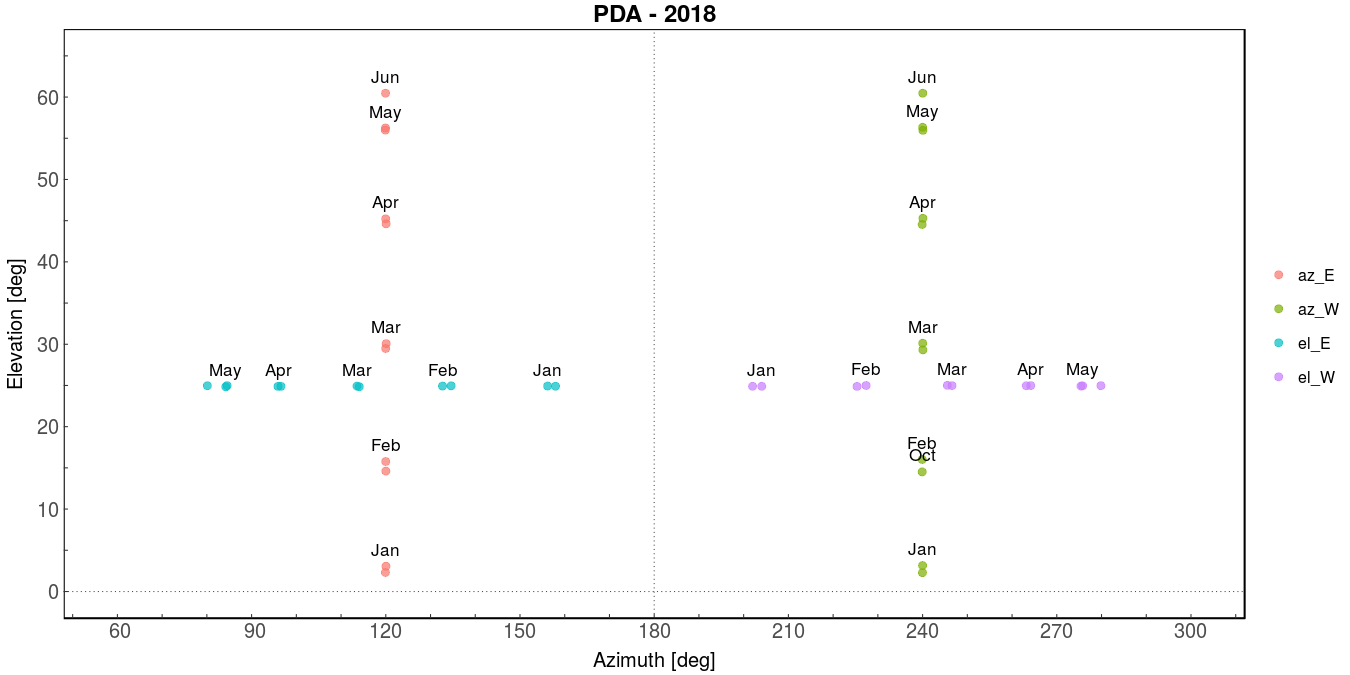 PDA - 2018
Jun
Jun
60
May
May
50
Apr
Apr
40
Mar
Mar
30
May
Apr
Mar
Feb
Jan
Jan
Feb
Mar
Apr
May
20
Feb
Feb
Oct
10
Jan
Jan
0
60
90
120
150
180
210
240
270
300
Azimuth [deg]
Elevation [deg]
az_E
az_W
el_E
el_W